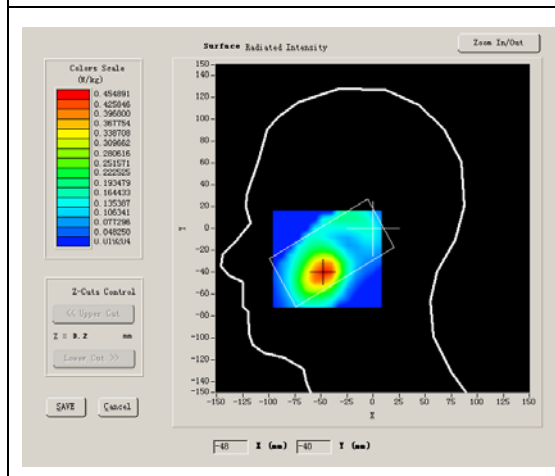 Surface Radiated Intensity
Zoom In/Out
Colors Scale
(W/kg)
0.454891
0.425846
0.396800
0.367754
0.338708
0.309662
0.280616
0.251571
0.222525
0.193479
0.164433
0.135387
0.106341
0.077296
0.048250
0.019204
150
140
120
100
80
60
40
20
0
-20
-40
-60
-80
-100
-120
-140
-150
Y
-150 -125 -100 -75 -50 -25 0 25 50 75 100 125 150
X
Z-Cuts Control
<< Upper Cut
Z = 0.2 mm
Lower Cut >>
SAVE
Cancel
-48 X (mm) -40 Y (mm)